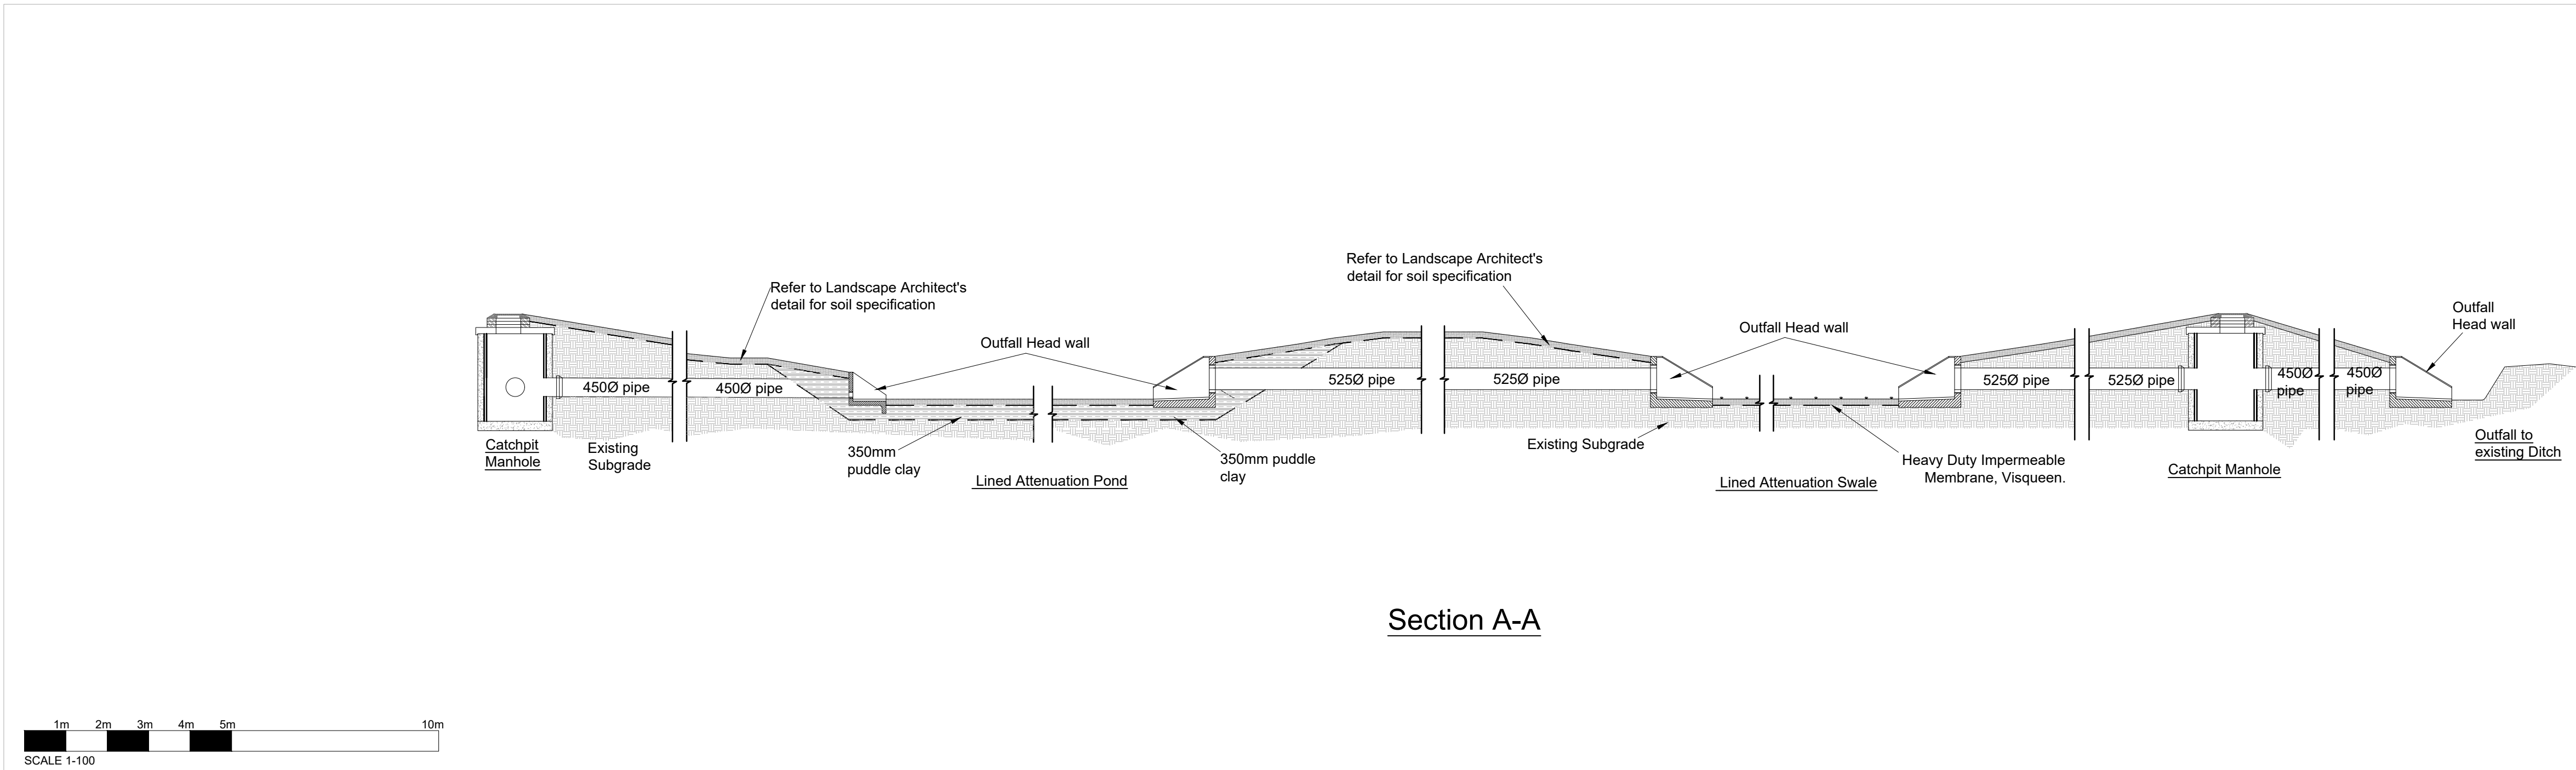 Refer to Landscape Architect's
detail for soil specification
Refer to Landscape Architect's
detail for soil specification
Outfall Head wall
Outfall Head wall
Outfall
Head wall
450Ø pipe
450Ø pipe
525Ø pipe
525Ø pipe
525Ø pipe
525Ø pipe
450Ø
pipe
450Ø
pipe
Catchpit
Manhole
Existing
Subgrade
350mm
puddle clay
Lined Attenuation Pond
350mm puddle
clay
Existing Subgrade
Lined Attenuation Swale
Heavy Duty Impermeable
Membrane, Visqueen.
Catchpit Manhole
Outfall to
existing Ditch
Section A-A
1m 2m 3m 4m 5m 10m
SCALE 1-100